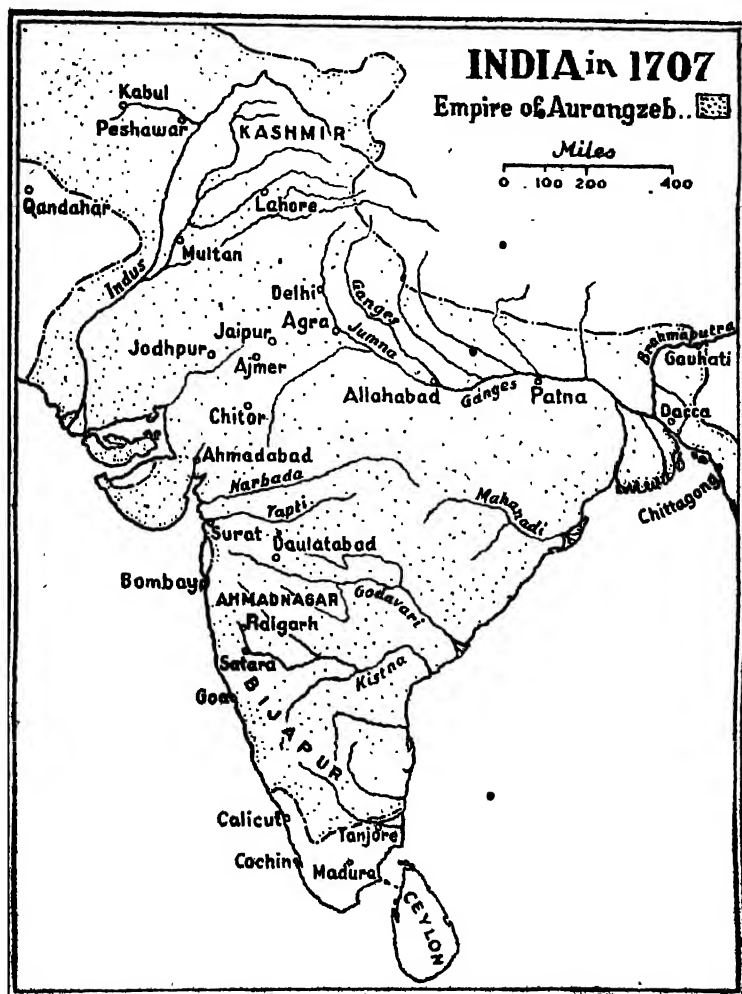 INDIA in 1707
Empire of Aurangzeb..
Miles
0 100 200 400
Kabul
Peshawar
KASHMIR
Qandahar
Lahore
Multan
Indus
Delhi
Ganges
Agra
Jumna
Jaipur
Jodhpur
Ajmer
Brahmaputra
Gauhati
Allahabad
Ganges
Patna
Chitor
Dacca
Ahmadabad
Narbada
Chittagong
Tapti
Mahanadi
Surat
Daulatabad
Bombay
AHMADNAGAR
Godavari
Raigarh
Satara
Kistna
Goa
BIJAPUR
Calicut
Tanjore
Cochin
Madura
CEYLON